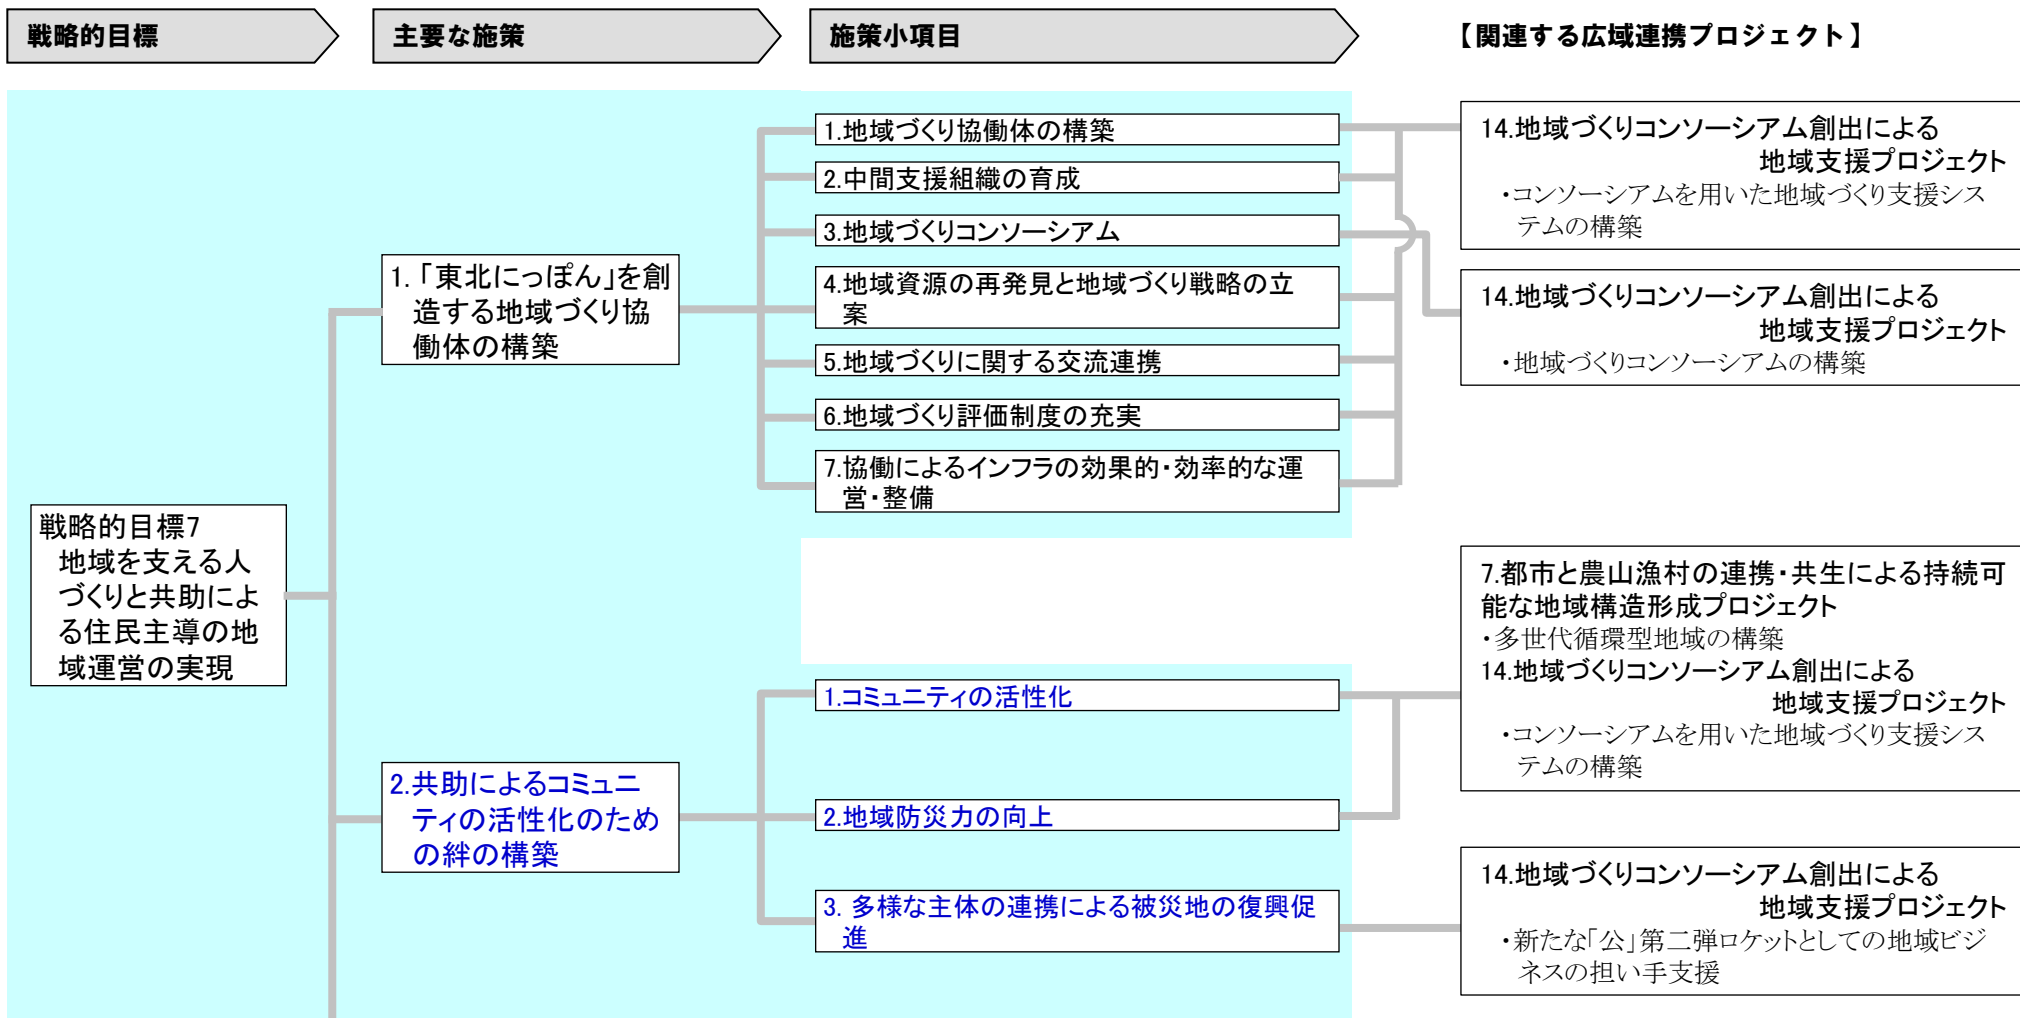 戦略的目標
主要な施策
施策小項目
【関連する広域連携プロジェクト】
戦略的目標7
地域を支える人
づくりと共助によ
る住民主導の地
域運営の実現
1.「東北にっぽん」を創
造する地域づくり協
働体の構築
1.地域づくり協働体の構築
2.中間支援組織の育成
3.地域づくりコンソーシアム
4.地域資源の再発見と地域づくり戦略の立
案
5.地域づくりに関する交流連携
6.地域づくり評価制度の充実
7.協働によるインフラの効果的・効率的な運
営・整備
14.地域づくりコンソーシアム創出による
地域支援プロジェクト
・コンソーシアムを用いた地域づくり支援シス
テムの構築
14.地域づくりコンソーシアム創出による
地域支援プロジェクト
・地域づくりコンソーシアムの構築
2.共助によるコミュニ
ティの活性化のため
の絆の構築
1.コミュニティの活性化
2.地域防災力の向上
3. 多様な主体の連携による被災地の復興促
進
7.都市と農山漁村の連携・共生による持続可
能な地域構造形成プロジェクト
・多世代循環型地域の構築
14.地域づくりコンソーシアム創出による
地域支援プロジェクト
・コンソーシアムを用いた地域づくり支援シス
テムの構築
14.地域づくりコンソーシアム創出による
地域支援プロジェクト
・新たな「公」第二弾ロケットとしての地域ビジ
ネスの担い手支援